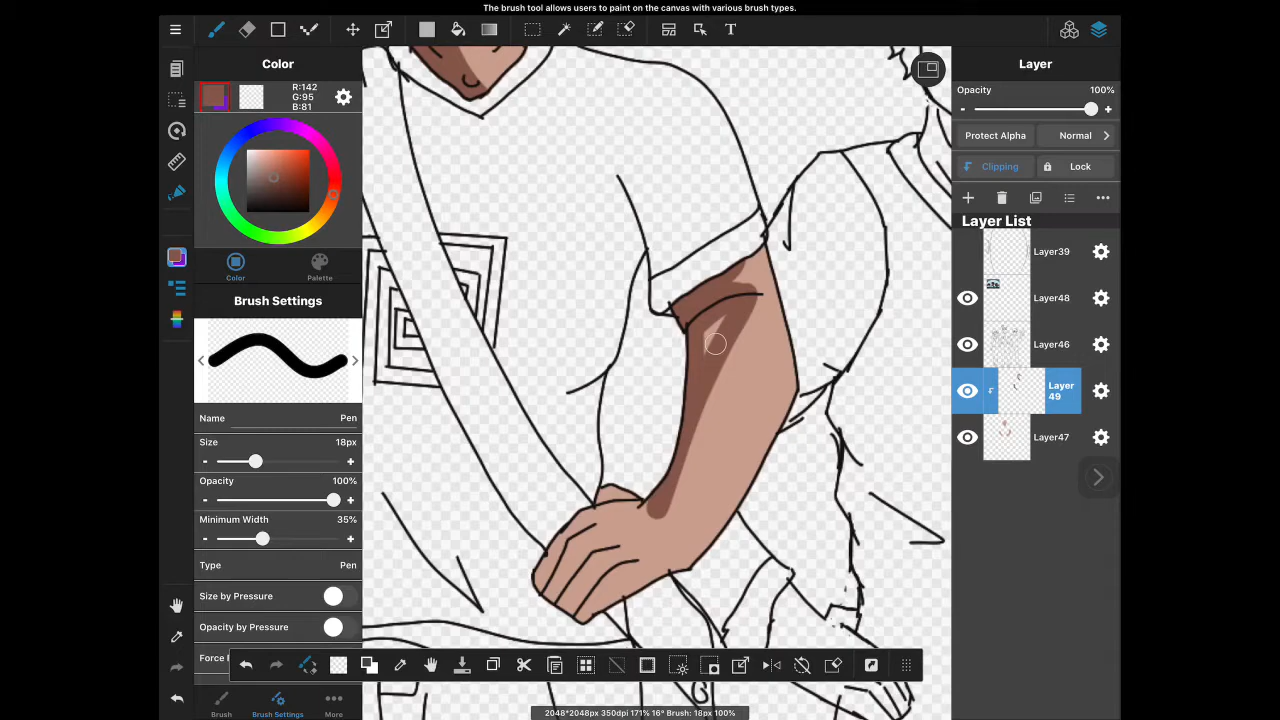 The brush tool allows users to paint on the canvas with various brush types.
T
Color
Layer
R:142
G:95
B:81
Opacity 100%
- +
Protect Alpha Normal
Clipping Lock
Layer List
Layer39
Layer48
Layer46
Layer
49
Layer47
Color Palette
Brush Settings
Name Pen
Size 18px
- +
Opacity 100%
- +
Minimum Width 35%
- +
Type Pen
Size by Pressure
Opacity by Pressure
Force
Brush Brush Settings More
2048*2048px 350dpi 171% 16° Brush: 18px 100%